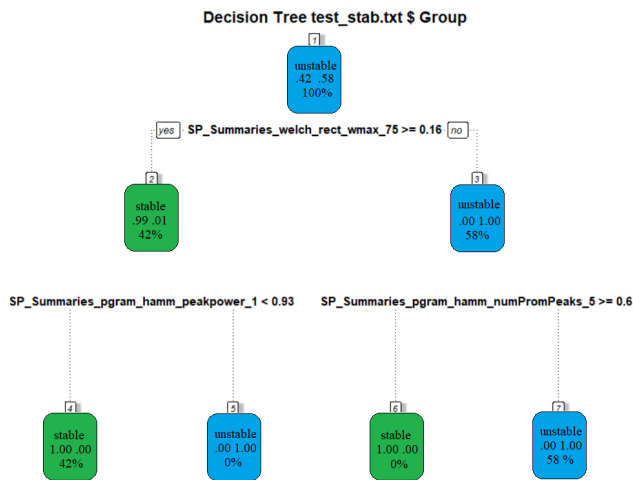 Decision Tree test_stab.txt $ Group
1
unstable
.42 .58
100%
yes SP_Summaries_welch_rect_wmax_75 >= 0.16 no
2
stable
.99 .01
42%
3
unstable
.00 1.00
58%
SP_Summaries_pgram_hamm_peakpower_1 < 0.93
SP_Summaries_pgram_hamm_numPromPeaks_5 >= 0.6
4
stable
1.00 .00
42%
5
unstable
.00 1.00
0%
6
stable
1.00 .00
0%
7
unstable
.00 1.00
58 %